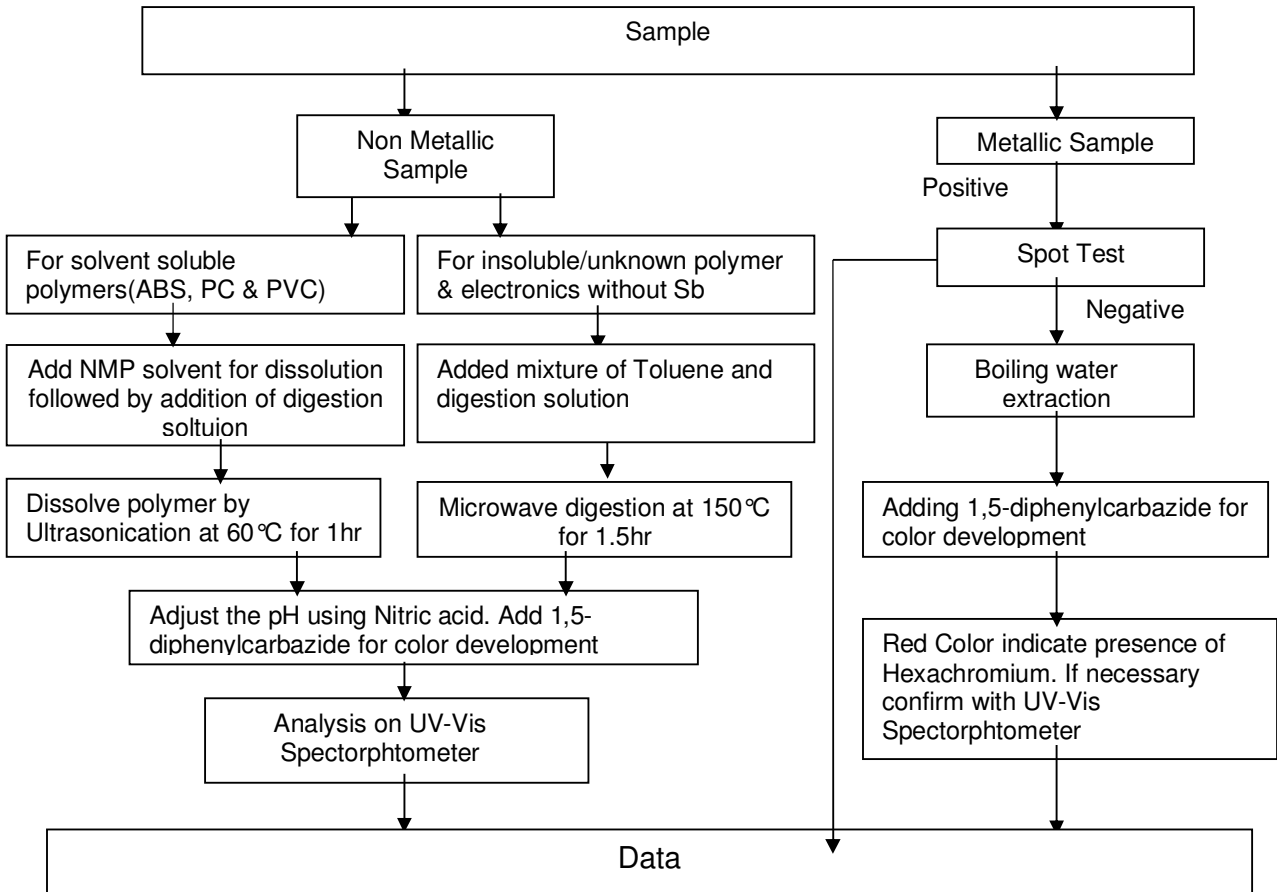 Sample
Non Metallic
Sample
Metallic Sample
Positive
For solvent soluble
polymers(ABS, PC & PVC)
For insoluble/unknown polymer
& electronics without Sb
Spot Test
Negative
Add NMP solvent for dissolution
followed by addition of digestion
soltuion
Added mixture of Toluene and
digestion solution
Boiling water
extraction
Dissolve polymer by
Ultrasonication at 60°C for 1hr
Microwave digestion at 150°C
for 1.5hr
Adding 1,5-diphenylcarbazide for
color development
Adjust the pH using Nitric acid. Add 1,5-
diphenylcarbazide for color development
Red Color indicate presence of
Hexachromium. If necessary
confirm with UV-Vis
Spectorphtometer
Analysis on UV-Vis
Spectorphtometer
Data